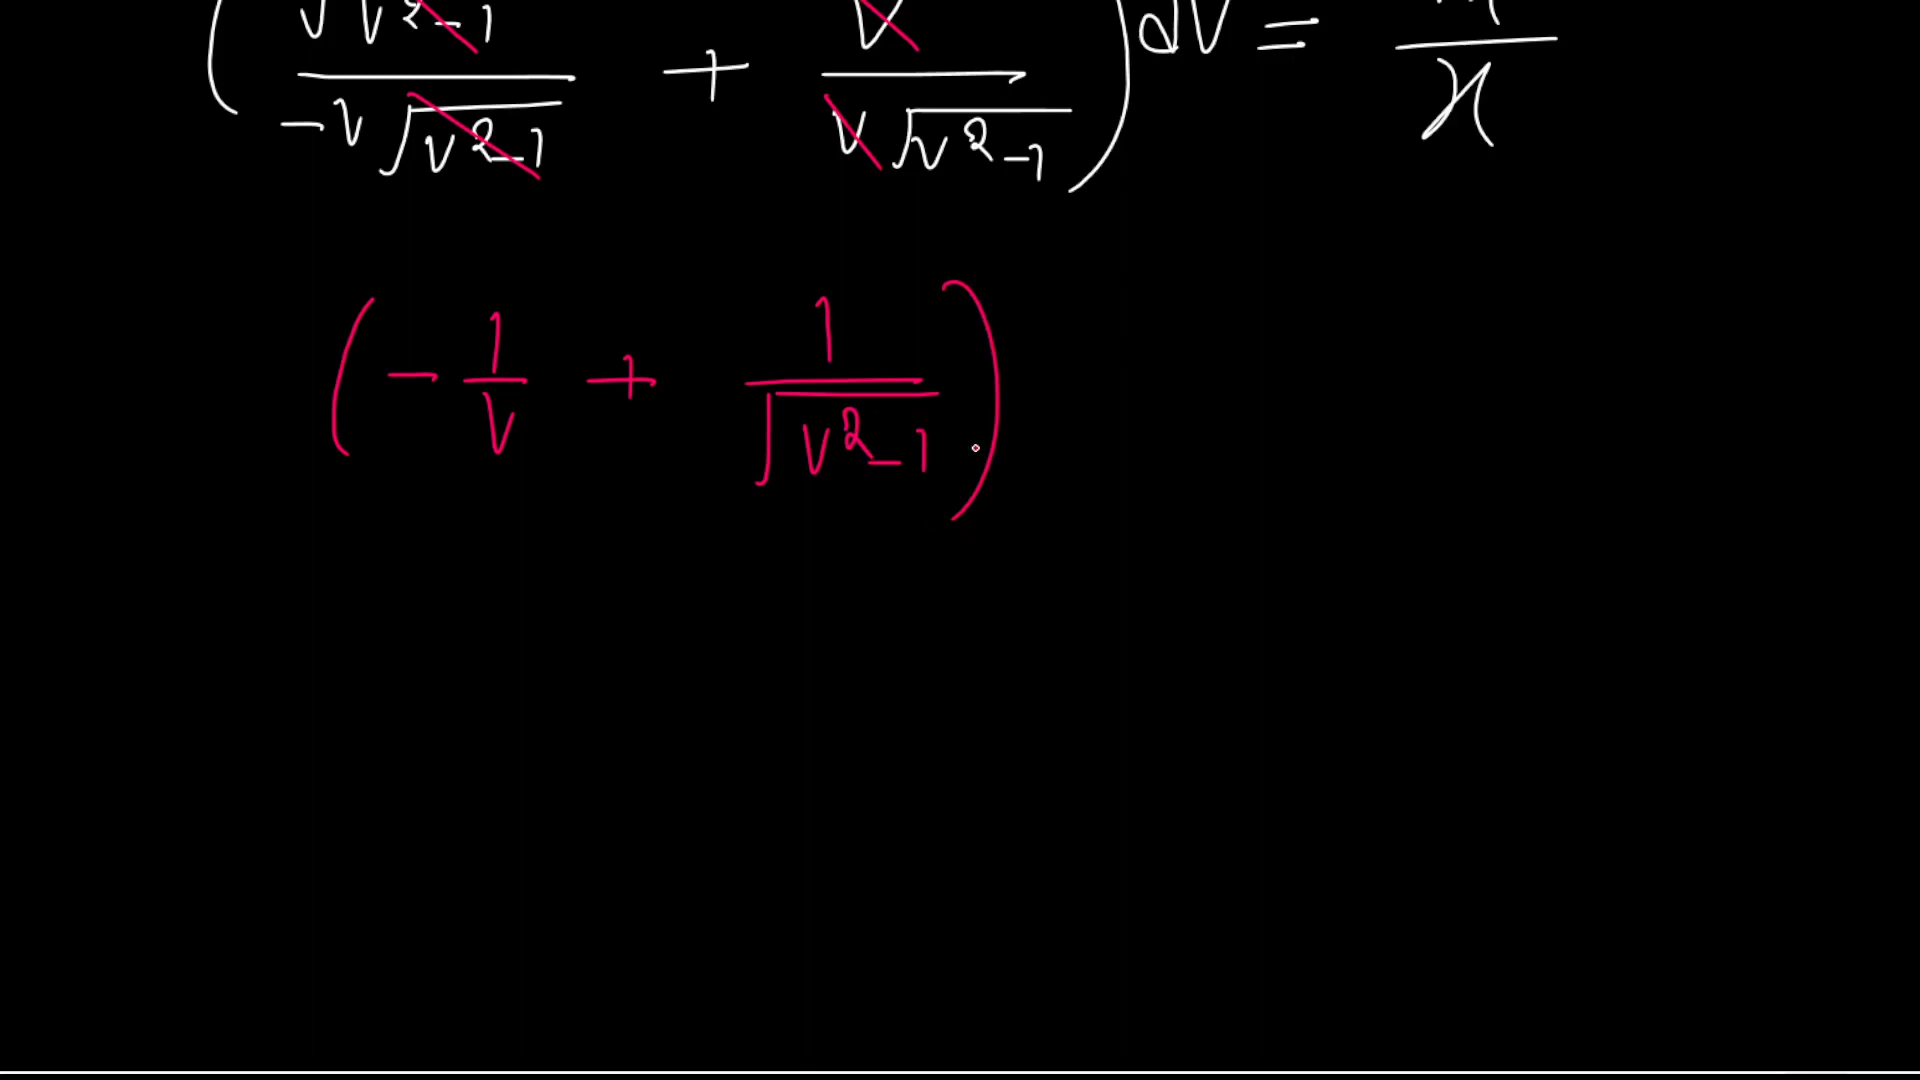 ( √v²-1 / -v√v²-1 + v / v√v²-1 ) dv = / x
( - 1/v + 1/√v²-1 )